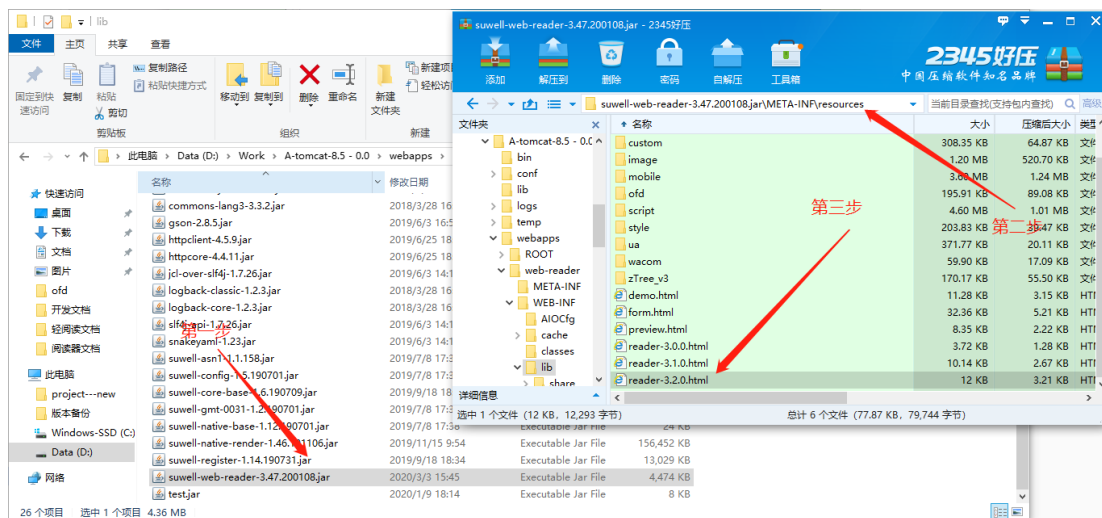 lib
文件 主页 共享 查看
固定到快速访问 复制 粘贴 复制路径 粘贴快捷方式 剪切 移动到 复制到 删除 重命名 新建文件夹 新建项 轻松访
剪贴板 组织 新建
此电脑 > Data (D:) > Work > A-tomcat-8.5 - 0.0 > webapps >
快速访问
桌面
下载
文档
图片
ofd
开发文档
轻阅读文档
阅读器文档
此电脑
project---new
版本备份
Windows-SSD (C:)
Data (D:)
网络
名称 修改日期
commons-lang3-3.3.2.jar 2018/3/28 16
gson-2.8.5.jar 2019/6/3 16:5
httpclient-4.5.9.jar 2019/6/25 18
httpcore-4.4.11.jar 2019/6/25 18
jcl-over-slf4j-1.7.26.jar 2019/6/3 14:1
logback-classic-1.2.3.jar 2018/3/28 16
logback-core-1.2.3.jar 2018/3/28 16
slf4j-api-1.7.26.jar 2019/6/3 14:1
snakeyaml-1.23.jar 2019/6/3 14:1
suwell-asn1-1.1.158.jar 2019/7/8 17:3
suwell-config-1.5.190701.jar 2019/7/8 17:3
suwell-core-base-1.6.190709.jar 2019/9/18 18
suwell-gmt-0031-1.2.190701.jar 2019/7/8 17:3
suwell-native-base-1.12.190701.jar 2019/7/8 17:38 Executable Jar File 24 KB
suwell-native-render-1.46.191106.jar 2019/11/15 9:54 Executable Jar File 156,452 KB
suwell-register-1.14.190731.jar 2019/9/18 18:34 Executable Jar File 13,029 KB
suwell-web-reader-3.47.200108.jar 2020/3/3 15:45 Executable Jar File 4,474 KB
test.jar 2020/1/9 18:14 Executable Jar File 8 KB
第一步
26 个项目 选中 1 个项目 4.36 MB
suwell-web-reader-3.47.200108.jar - 2345好压
添加 解压到 删除 密码 自解压 工具箱
2345好压
中国压缩软件知名品牌
suwell-web-reader-3.47.200108.jar\META-INF\resources 当前目录查找(支持包内查找) 高级
文件夹
A-tomcat-8.5 - 0.0
bin
conf
lib
logs
temp
webapps
ROOT
web-reader
META-INF
WEB-INF
AIOCfg
cache
classes
lib
share
详细信息
名称 大小 压缩后大小 类型
custom 308.35 KB 64.87 KB 文件
image 1.20 MB 520.70 KB 文件
mobile 3.60 MB 1.24 MB 文件
ofd 195.91 KB 89.08 KB 文件
script 4.60 MB 1.01 MB 文件
style 203.83 KB 39.47 KB 文件
ua 371.77 KB 20.11 KB 文件
wacom 59.90 KB 17.09 KB 文件
zTree_v3 170.17 KB 55.50 KB 文件
demo.html 11.28 KB 3.15 KB HTM
form.html 32.36 KB 5.21 KB HTM
preview.html 8.35 KB 2.22 KB HTM
reader-3.0.0.html 3.72 KB 1.28 KB HTM
reader-3.1.0.html 10.14 KB 2.67 KB HTM
reader-3.2.0.html 12 KB 3.21 KB HTM
第三步
第二步
选中 1 个文件 (12 KB, 12,293 字节) 总计 6 个文件 (77.87 KB, 79,744 字节)